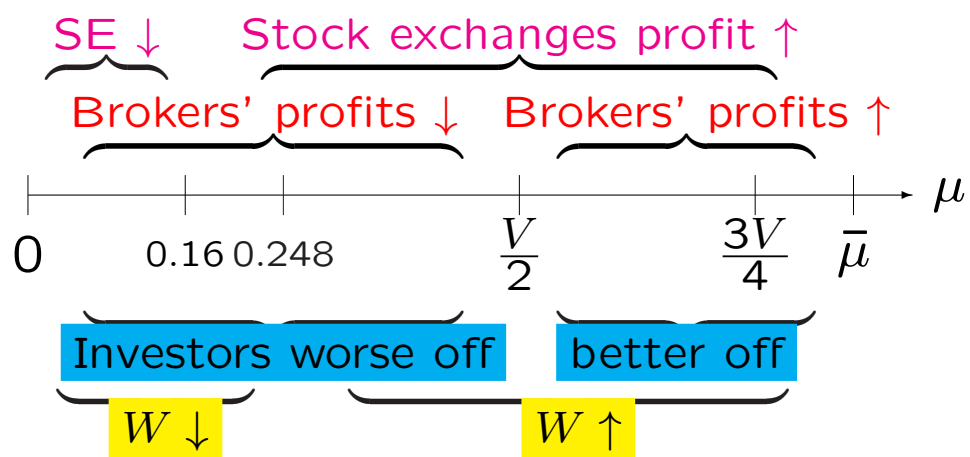 SE ↓ Stock exchanges profit ↑
Brokers' profits ↓ Brokers' profits ↑
μ
0 0.16 0.248 V/2 3V/4 μ̄
Investors worse off better off
W ↓ W ↑